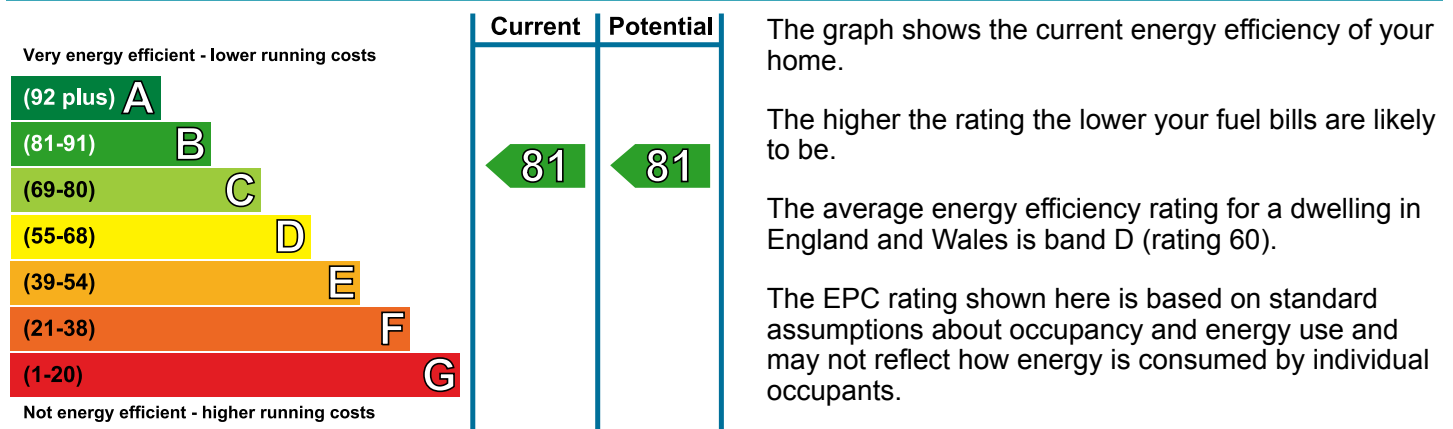 Current Potential
Very energy efficient - lower running costs
(92 plus) A
(81-91) B
81 81
(69-80) C
(55-68) D
(39-54) E
(21-38) F
(1-20) G
Not energy efficient - higher running costs
The graph shows the current energy efficiency of your
home.
The higher the rating the lower your fuel bills are likely
to be.
The average energy efficiency rating for a dwelling in
England and Wales is band D (rating 60).
The EPC rating shown here is based on standard
assumptions about occupancy and energy use and
may not reflect how energy is consumed by individual
occupants.